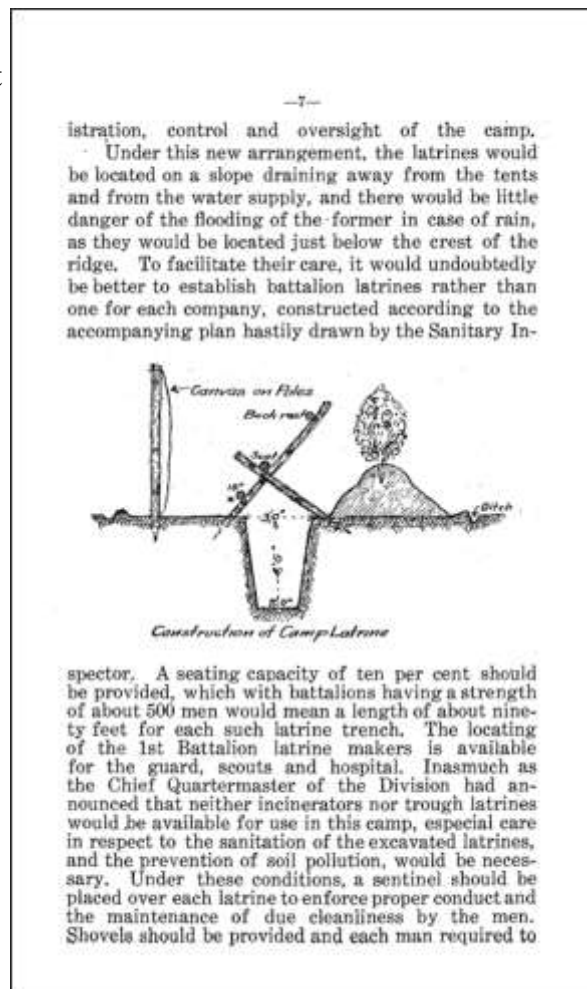 —7—
istration, control and oversight of the camp.
Under this new arrangement, the latrines would
be located on a slope draining away from the tents
and from the water supply, and there would be little
danger of the flooding of the former in case of rain,
as they would be located just below the crest of the
ridge. To facilitate their care, it would undoubtedly
be better to establish battalion latrines rather than
one for each company, constructed according to the
accompanying plan hastily drawn by the Sanitary In-
Canvas on Poles
Back rest
Seat
18"
Ditch
Construction of Camp Latrine
spector. A seating capacity of ten per cent should
be provided, which with battalions having a strength
of about 500 men would mean a length of about nine-
ty feet for each such latrine trench. The locating
of the 1st Battalion latrine makers is available
for the guard, scouts and hospital. Inasmuch as
the Chief Quartermaster of the Division had an-
nounced that neither incinerators nor trough latrines
would be available for use in this camp, especial care
in respect to the sanitation of the excavated latrines,
and the prevention of soil pollution, would be neces-
sary. Under these conditions, a sentinel should be
placed over each latrine to enforce proper conduct and
the maintenance of due cleanliness by the men.
Shovels should be provided and each man required to